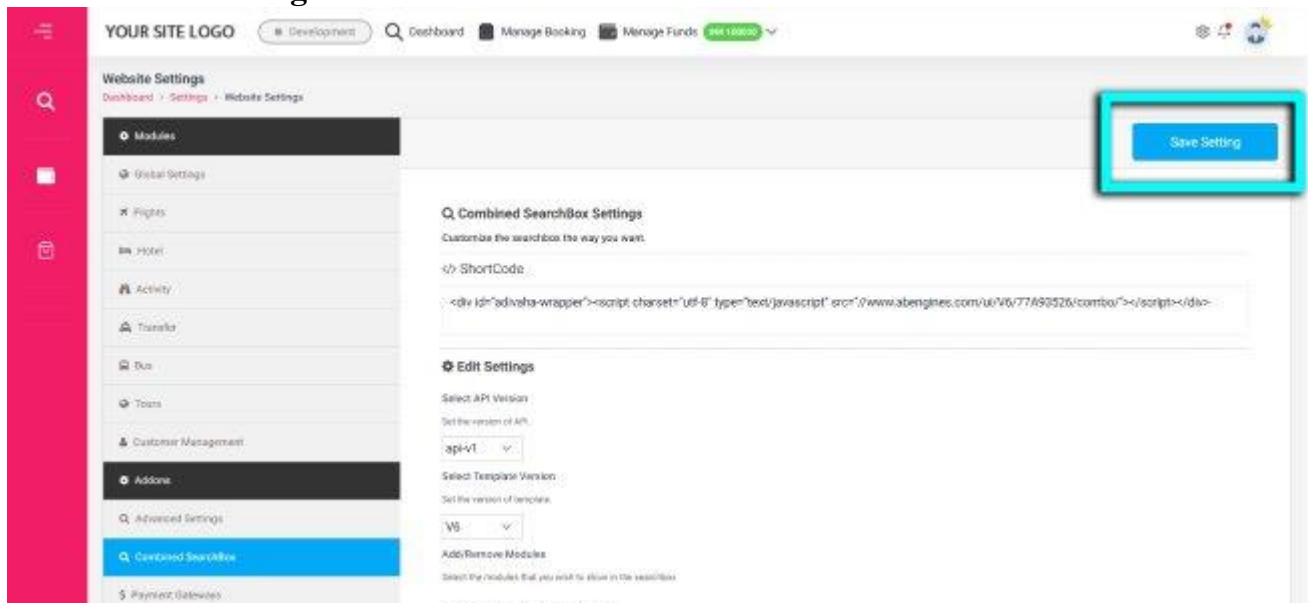 YOUR SITE LOGO Development Dashboard Manage Booking Manage Funds
Website Settings
Dashboard > Settings > Website Settings
Modules
Save Setting
Global Settings
Flights
Hotel
Activity
Transfer
Bus
Tours
Customer Management
Addons
Advanced Settings
Combined SearchBox
$ Payment Gateways
Combined SearchBox Settings
Customize the searchbox the way you want.
</> ShortCode
<div id="adivaha-wrapper"><script charset="utf-8" type="text/javascript" src="//www.abengines.com/ui/V6/77A93526/combo/"></script></div>
Edit Settings
Select API Version
Set the version of API.
api-v1
Select Template Version
Set the version of template.
V6
Add/Remove Modules
Select the modules that you wish to show in the searchbox